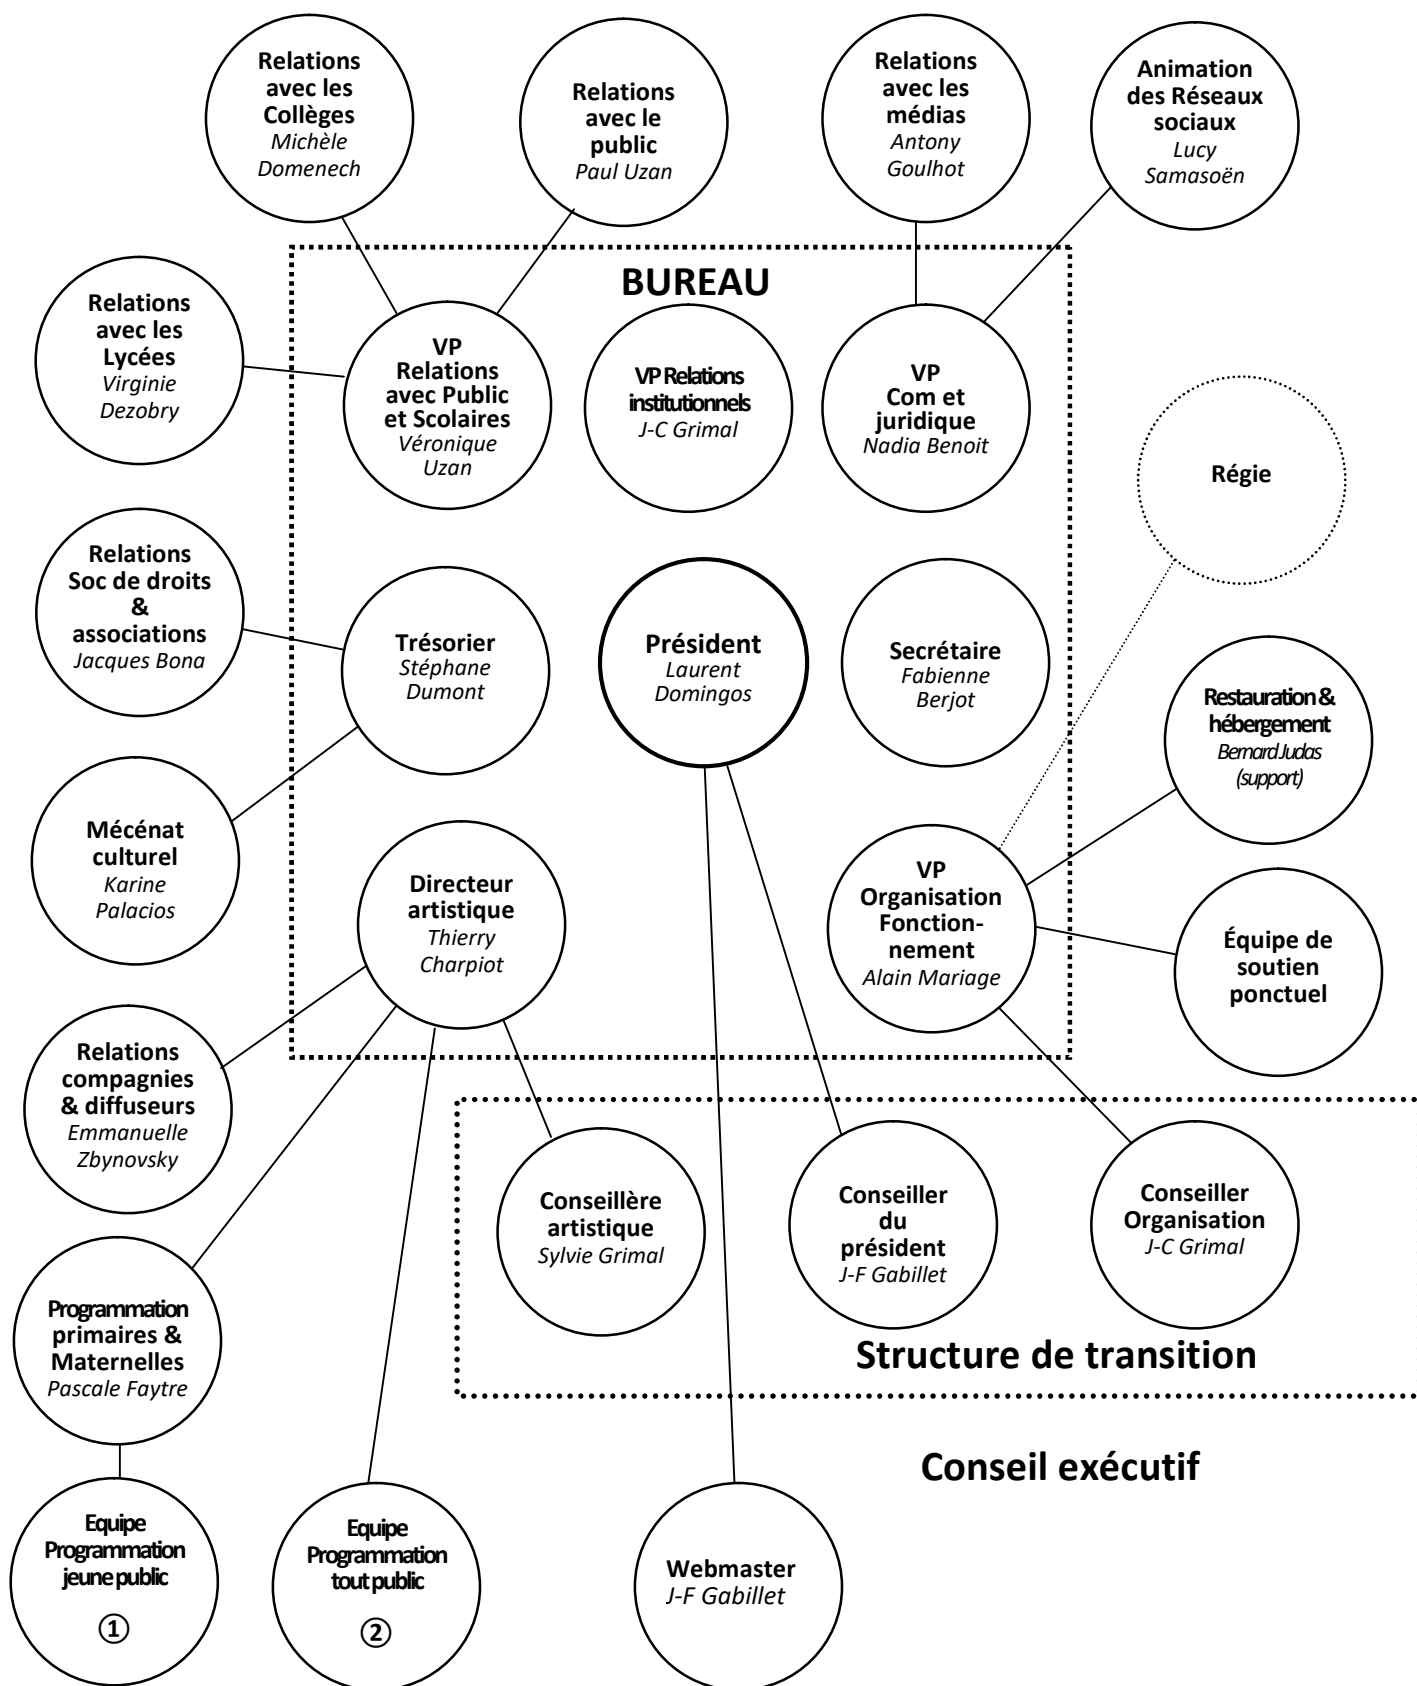 Relations
avec les
Collèges
Michèle
Domenech
Relations
avec le
public
Paul Uzan
Relations
avec les
médias
Antony
Goulhot
Animation
des Réseaux
sociaux
Lucy
Samasoën
BUREAU
Relations
avec les
Lycées
Virginie
Dezobry
VP
Relations
avec Public
et Scolaires
Véronique
Uzan
VP Relations
institutionnels
J-C Grimal
VP
Com et
juridique
Nadia Benoit
Régie
Relations
Soc de droits
&
associations
Jacques Bona
Trésorier
Stéphane
Dumont
Président
Laurent
Domingos
Secrétaire
Fabienne
Berjot
Restauration &
hébergement
Bernard Judas
(support)
Mécénat
culturel
Karine
Palacios
Directeur
artistique
Thierry
Charpiot
VP
Organisation
Fonction-
nement
Alain Mariage
Équipe de
soutien
ponctuel
Relations
compagnies
& diffuseurs
Emmanuelle
Zbynovsky
Conseillère
artistique
Sylvie Grimal
Conseiller
du
président
J-F Gabillet
Conseiller
Organisation
J-C Grimal
Structure de transition
Programmation
primaires &
Maternelles
Pascale Faytre
Conseil exécutif
Equipe
Programmation
jeune public
①
Equipe
Programmation
tout public
②
Webmaster
J-F Gabillet